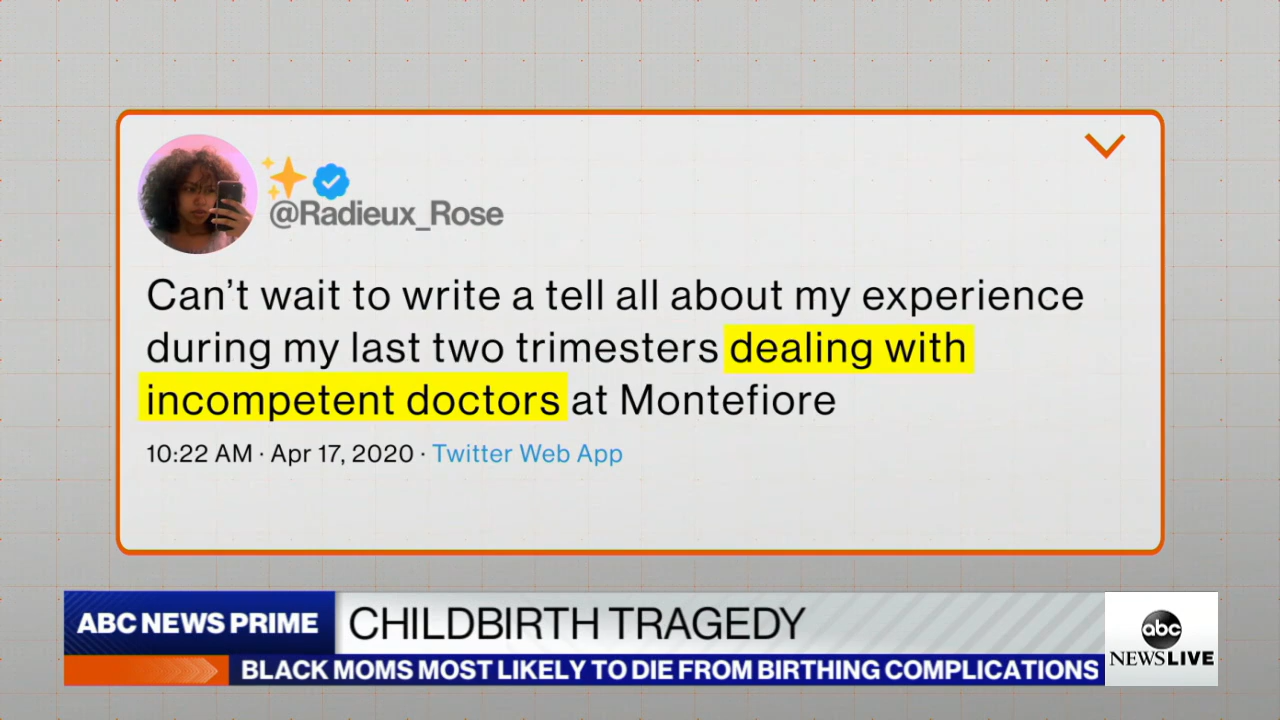 @Radieux_Rose
Can’t wait to write a tell all about my experience
during my last two trimesters dealing with
incompetent doctors at Montefiore
10:22 AM · Apr 17, 2020 · Twitter Web App
ABC NEWS PRIME
CHILDBIRTH TRAGEDY
BLACK MOMS MOST LIKELY TO DIE FROM BIRTHING COMPLICATIONS
abc
NEWSLIVE